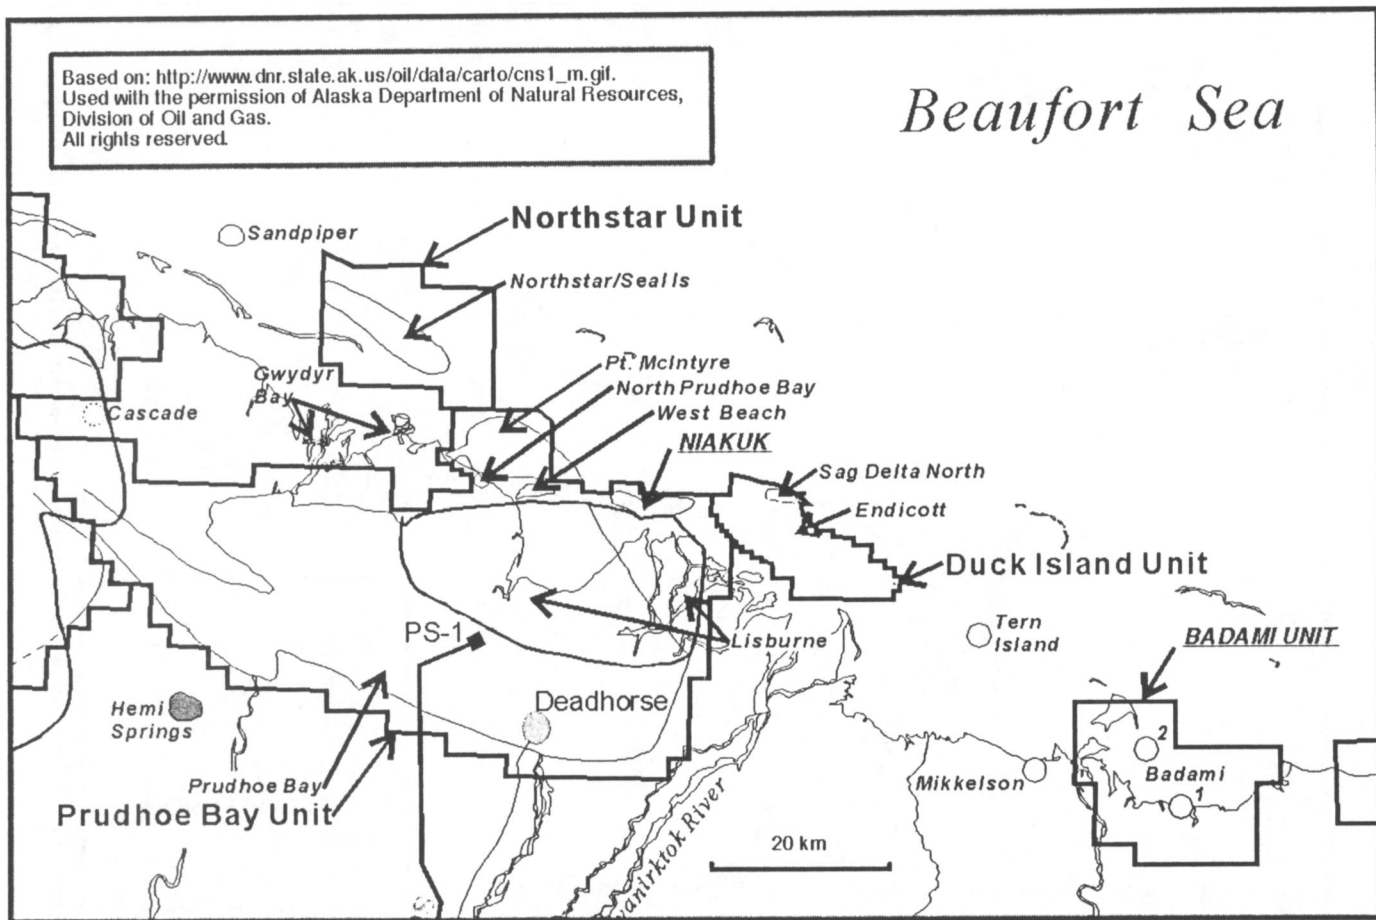 Based on: http://www.dnr.state.ak.us/oil/data/carto/cns1_m.gif.
Used with the permission of Alaska Department of Natural Resources,
Division of Oil and Gas.
All rights reserved.
Beaufort Sea
Northstar Unit
Sandpiper
Northstar/Seal Is
Pt. McIntyre
Gwydyr
Bay
North Prudhoe Bay
Cascade
West Beach
NIAKUK
Sag Delta North
Endicott
Duck Island Unit
PS-1
Lisburne
Tern
Island
BADAMI UNIT
Deadhorse
Hemi
Springs
2
Prudhoe Bay
Mikkelson
Badami
1
Prudhoe Bay Unit
20 km
vanirktok River